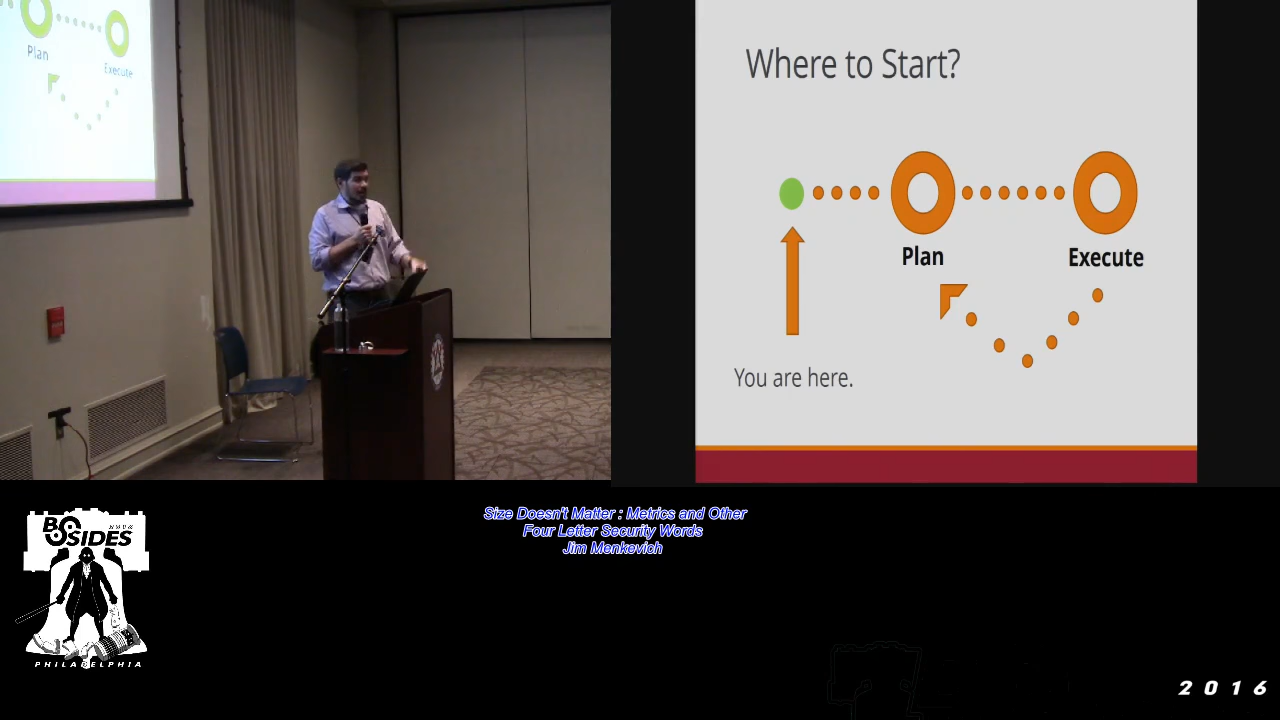 Plan
Execute
Where to Start?
Plan
Execute
You are here.
BSIDES
PHILADELPHIA
Size Doesn't Matter : Metrics and Other
Four Letter Security Words
Jim Menkevich
2016